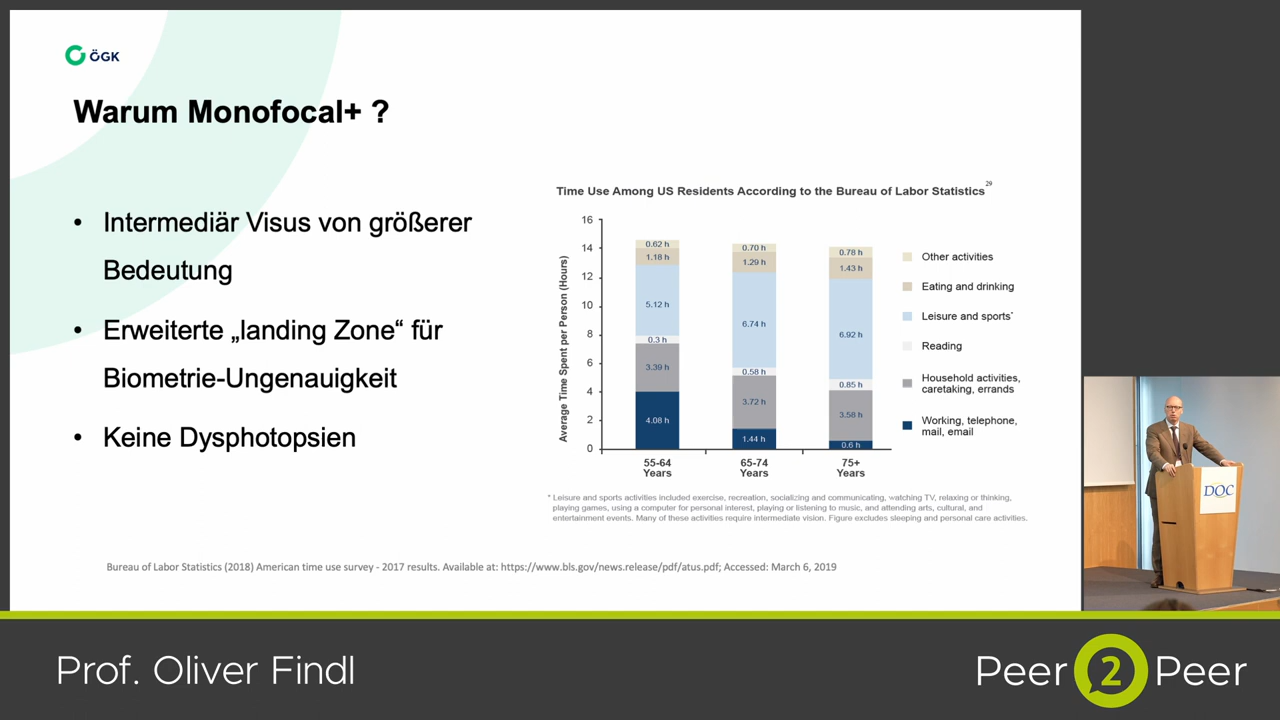 ÖGK
Warum Monofocal+ ?
• Intermediär Visus von größerer
Bedeutung
• Erweiterte „landing Zone“ für
Biometrie-Ungenauigkeit
• Keine Dysphotopsien
Time Use Among US Residents According to the Bureau of Labor Statistics29
Average Time Spent per Person (Hours)
16
14
12
10
8
6
4
2
0
0.62 h
1.18 h
5.12 h
0.3 h
3.39 h
4.08 h
55-64
Years
0.70 h
1.29 h
6.74 h
0.58 h
3.72 h
1.44 h
65-74
Years
0.78 h
1.43 h
6.92 h
0.85 h
3.58 h
0.6 h
75+
Years
Other activities
Eating and drinking
Leisure and sports*
Reading
Household activities,
caretaking, errands
Working, telephone,
mail, email
* Leisure and sports activities included exercise, recreation, socializing and communicating, watching TV, relaxing or thinking,
playing games, using a computer for personal interest, playing or listening to music, and attending arts, cultural, and
entertainment events. Many of these activities require intermediate vision. Figure excludes sleeping and personal care activities.
Bureau of Labor Statistics (2018) American time use survey - 2017 results. Available at: https://www.bls.gov/news.release/pdf/atus.pdf; Accessed: March 6, 2019
DOC
Prof. Oliver Findl
Peer 2 Peer